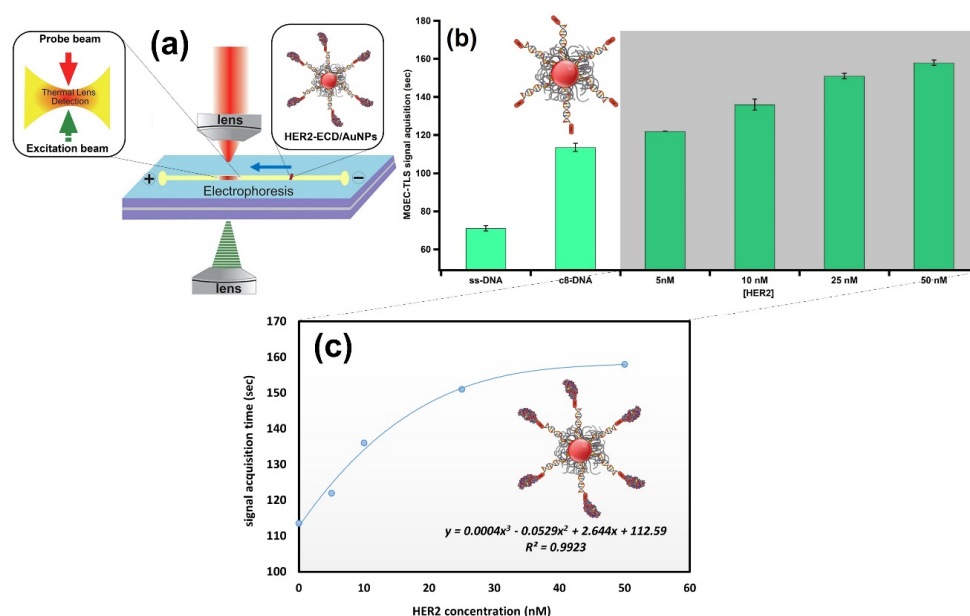 (a)
Probe beam
Thermal Lens
Detection
Excitation beam
lens
HER2-ECD/AuNPs
+
Electrophoresis
−
lens
(b)
MGEC-TLS signal aquisition (sec)
180
160
140
120
100
80
60
ss-DNA
c8-DNA
5nM
10 nM
25 nM
50 nM
[HER2]
(c)
signal acquisition time (sec)
170
160
150
140
130
120
110
100
y = 0.0004x³ - 0.0529x² + 2.644x + 112.59
R² = 0.9923
0
10
20
30
40
50
60
HER2 concentration (nM)